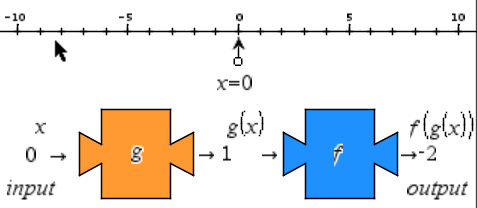 -10 -5 0 5 10
x=0
x g(x) f(g(x))
0 → g → 1 → f →-2
input output